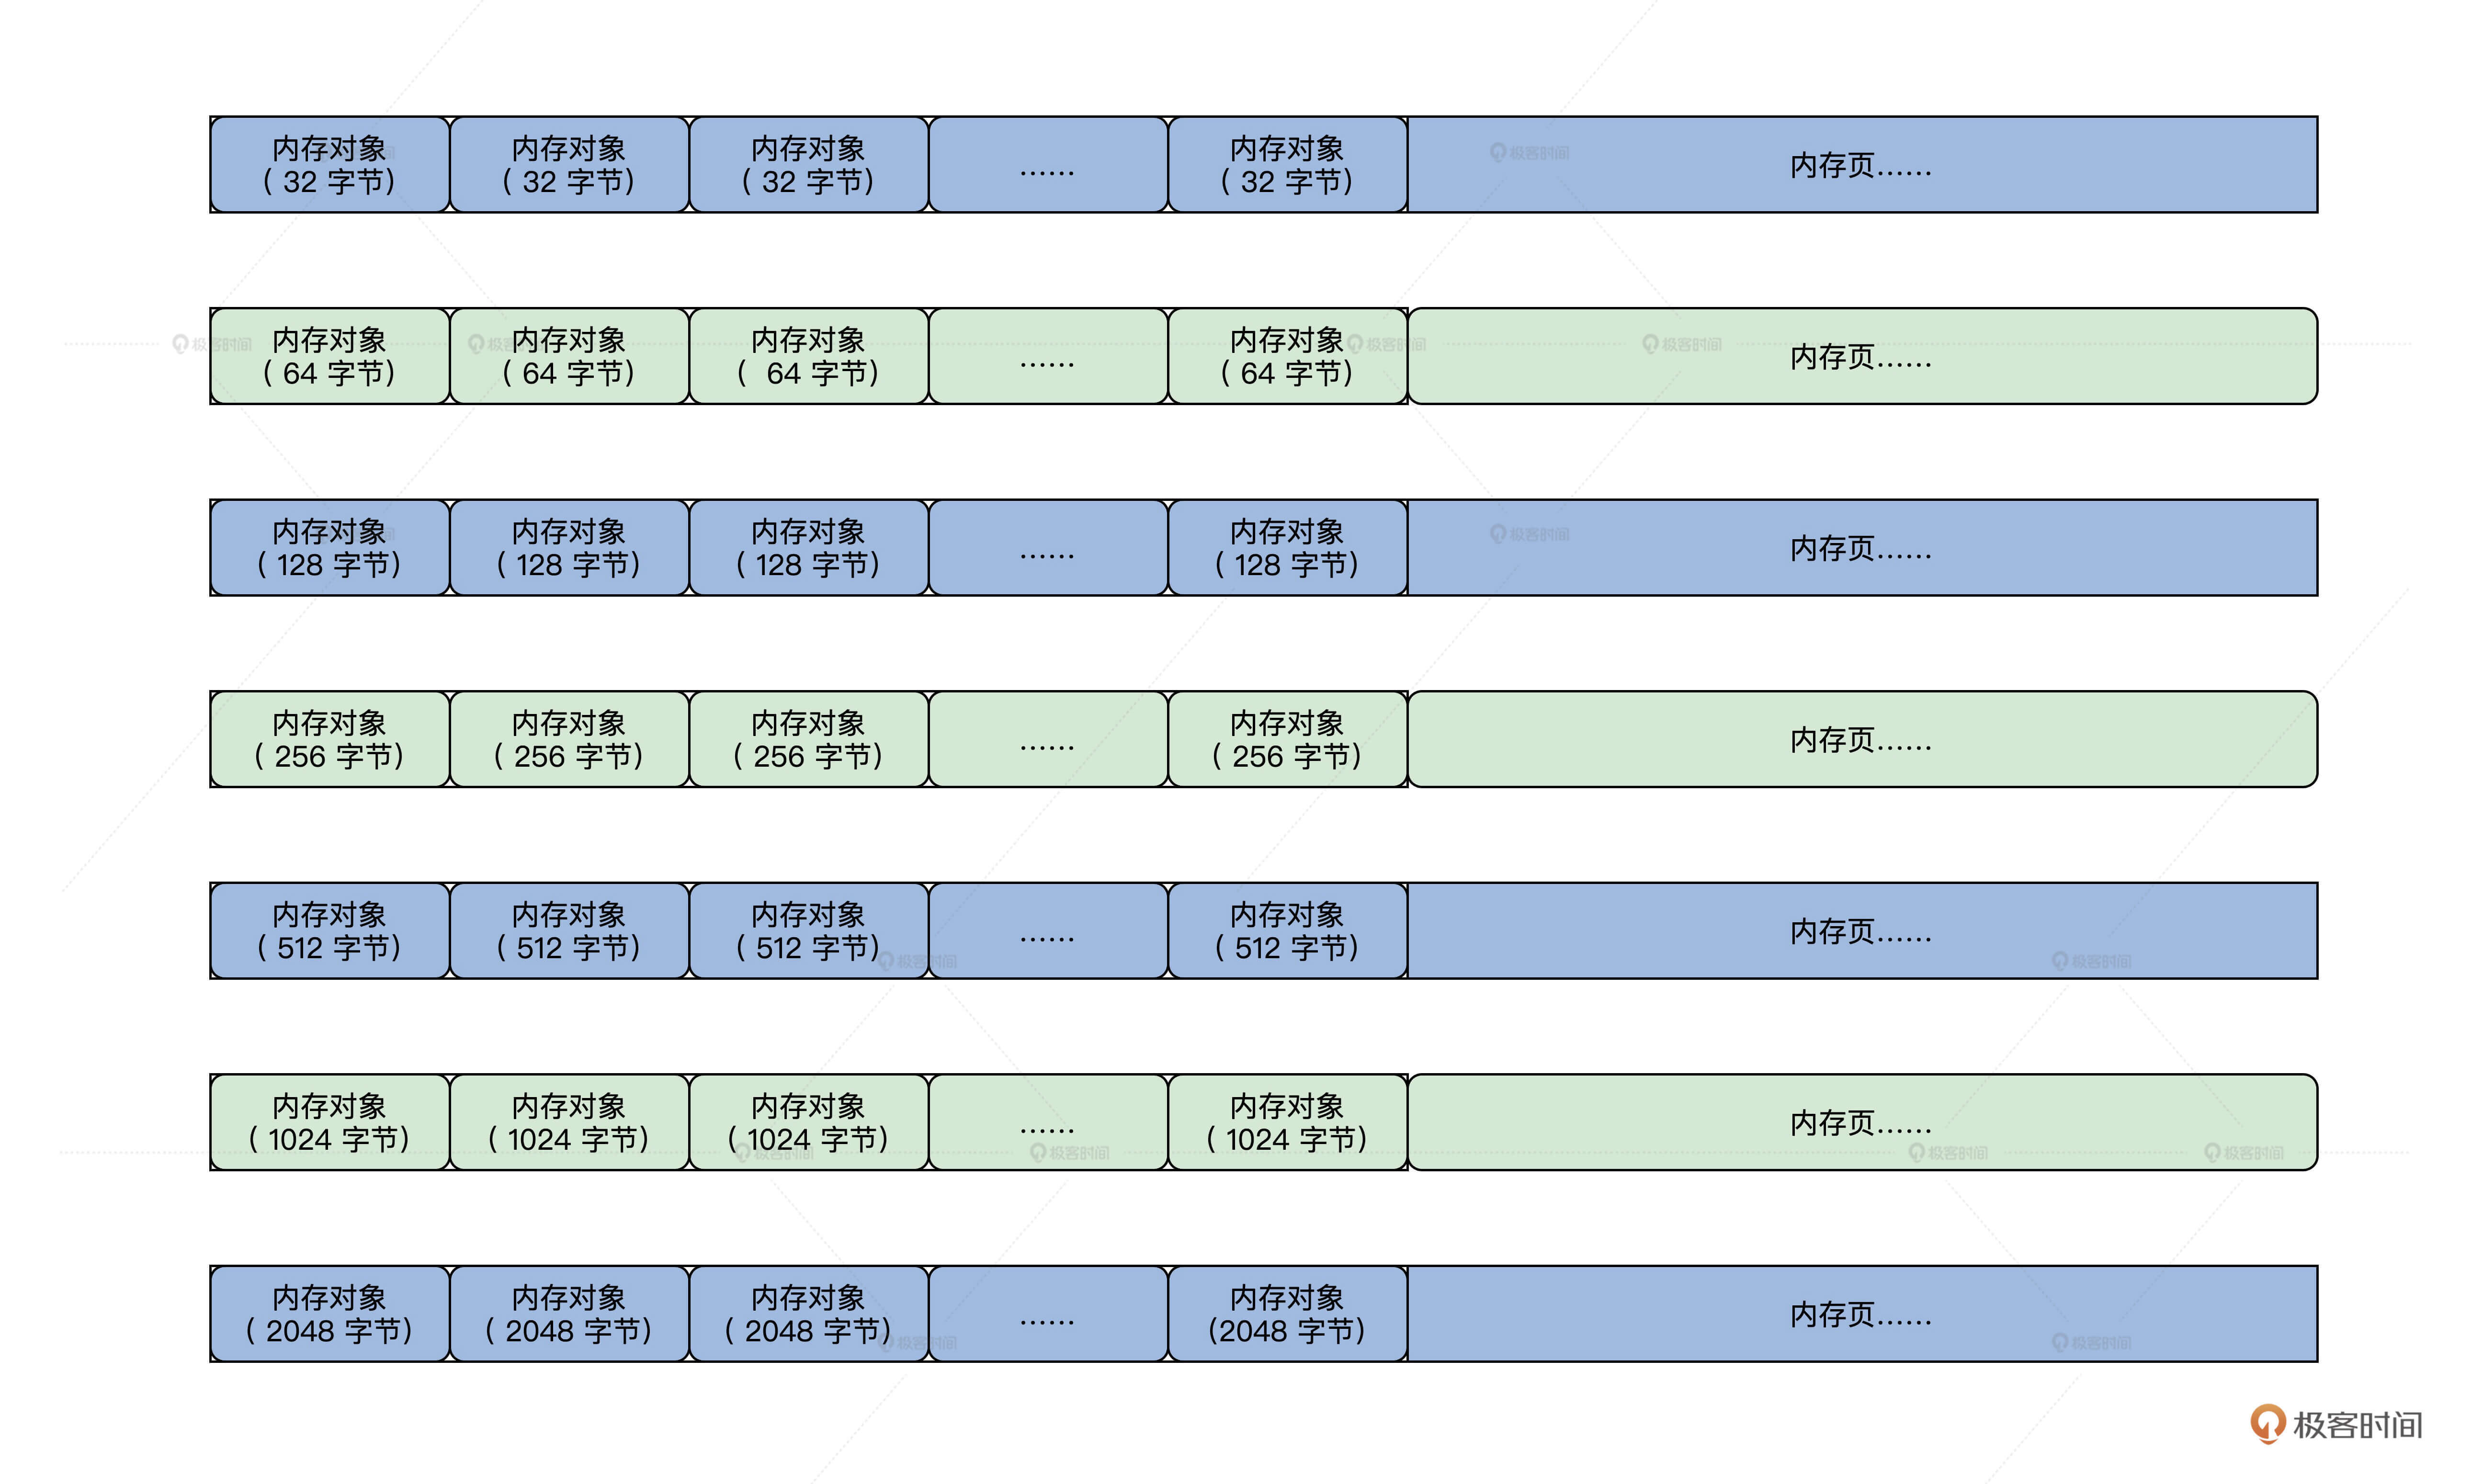 内存对象 内存对象 内存对象 内存对象
( 32 字节) ( 32 字节) ( 32 字节) …… ( 32 字节) 内存页……
内存对象 内存对象 内存对象 内存对象
( 64 字节) ( 64 字节) ( 64 字节) …… ( 64 字节) 内存页……
内存对象 内存对象 内存对象 内存对象
( 128 字节) ( 128 字节) ( 128 字节) …… ( 128 字节) 内存页……
内存对象 内存对象 内存对象 内存对象
( 256 字节) ( 256 字节) ( 256 字节) …… ( 256 字节) 内存页……
内存对象 内存对象 内存对象 内存对象
( 512 字节) ( 512 字节) ( 512 字节) …… ( 512 字节) 内存页……
内存对象 内存对象 内存对象 内存对象
( 1024 字节) ( 1024 字节) ( 1024 字节) …… ( 1024 字节) 内存页……
内存对象 内存对象 内存对象 内存对象
( 2048 字节) ( 2048 字节) ( 2048 字节) …… (2048 字节) 内存页……
极客时间